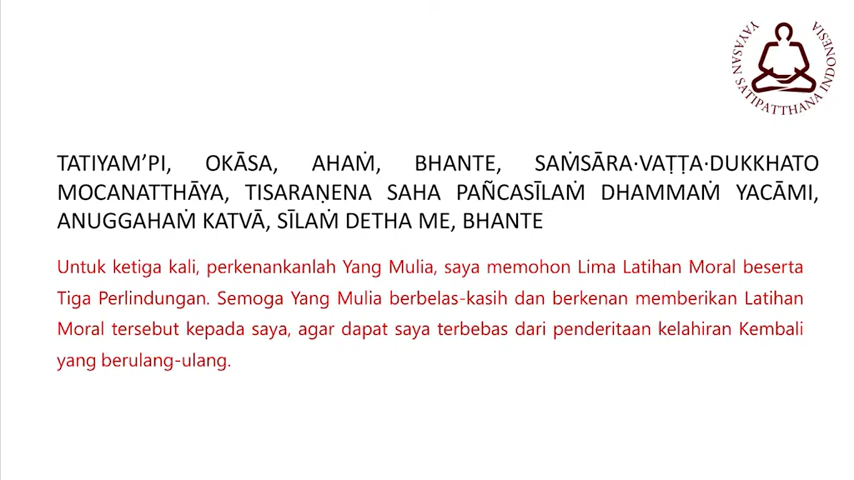 YAYASAN SATIPATTHANA INDONESIA
TATIYAM’PI, OKĀSA, AHAṀ, BHANTE, SAṀSĀRA·VAṬṬA·DUKKHATO
MOCANATTHĀYA, TISARAṆENA SAHA PAÑCASĪLAṀ DHAMMAṀ YACĀMI,
ANUGGAHAṀ KATVĀ, SĪLAṀ DETHA ME, BHANTE
Untuk ketiga kali, perkenankanlah Yang Mulia, saya memohon Lima Latihan Moral beserta
Tiga Perlindungan. Semoga Yang Mulia berbelas-kasih dan berkenan memberikan Latihan
Moral tersebut kepada saya, agar dapat saya terbebas dari penderitaan kelahiran Kembali
yang berulang-ulang.